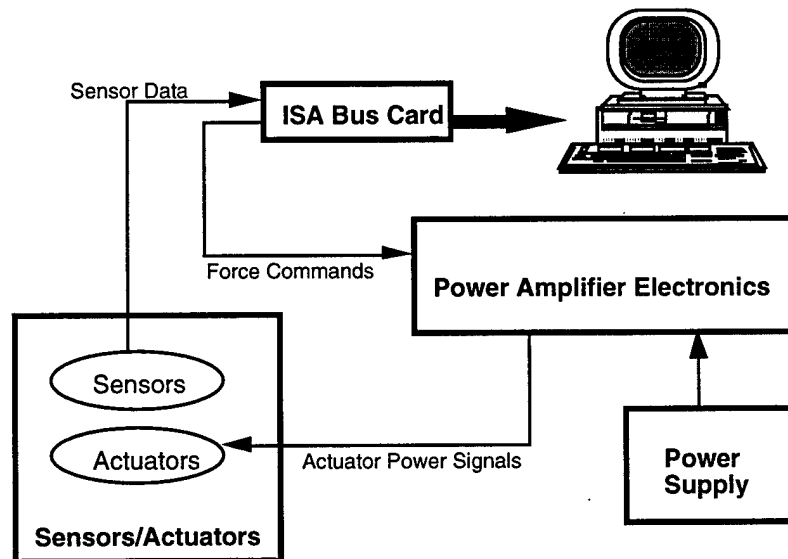 Sensor Data
ISA Bus Card
Force Commands
Power Amplifier Electronics
Sensors
Actuators
Actuator Power Signals
Power
Supply
Sensors/Actuators